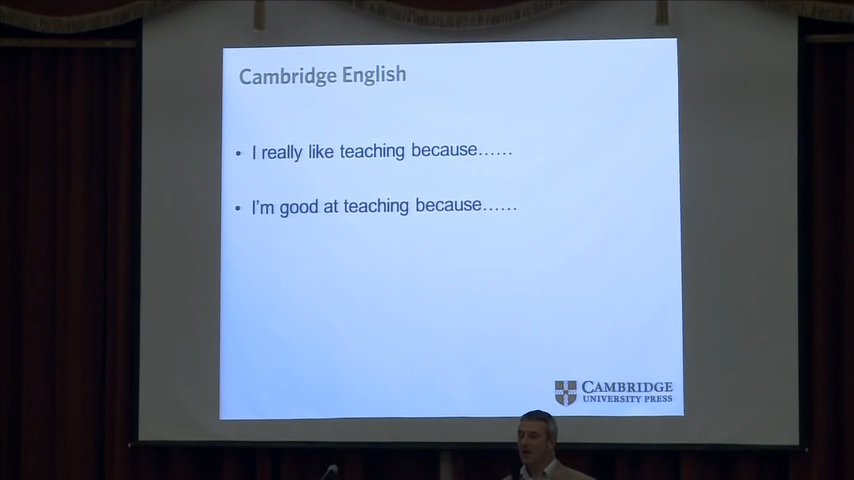 Cambridge English
• I really like teaching because……
• I'm good at teaching because……
CAMBRIDGE
UNIVERSITY PRESS